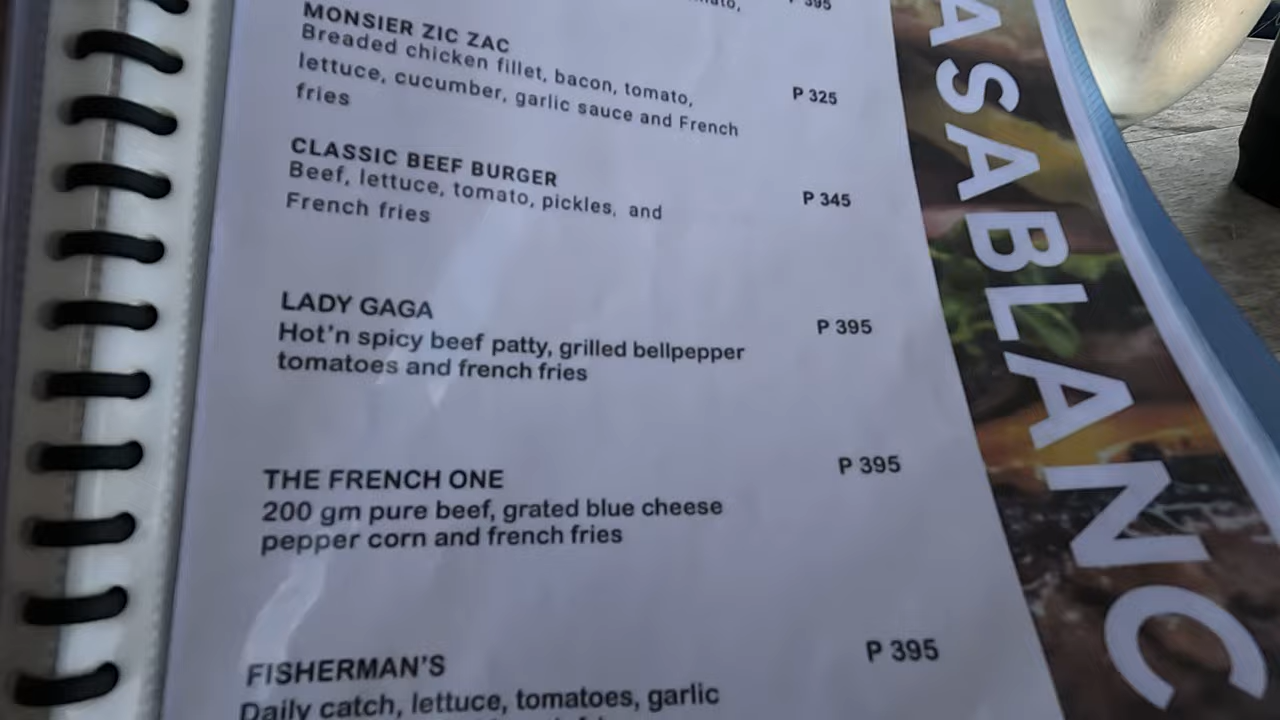 P 395
MONSIER ZIC ZAC
Breaded chicken fillet, bacon, tomato,
lettuce, cucumber, garlic sauce and French
fries
P 325
CLASSIC BEEF BURGER
Beef, lettuce, tomato, pickles, and
French fries
P 345
LADY GAGA
Hot'n spicy beef patty, grilled bellpepper
tomatoes and french fries
P 395
THE FRENCH ONE
200 gm pure beef, grated blue cheese
pepper corn and french fries
P 395
FISHERMAN'S
Daily catch, lettuce, tomatoes, garlic
P 395
ASABLANC